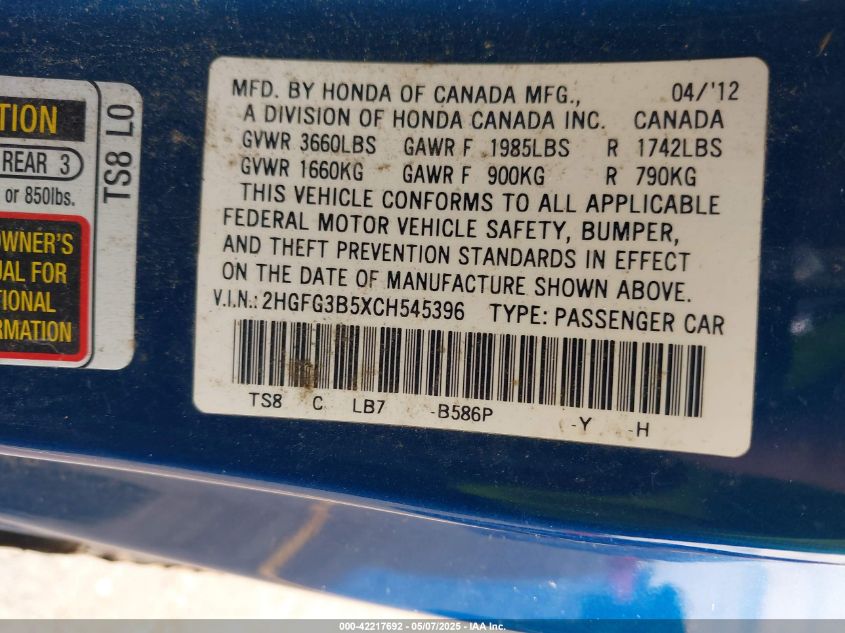 TION
REAR 3
or 850lbs.
OWNER'S
UAL FOR
TIONAL
RMATION
TS8 L0
MFD. BY HONDA OF CANADA MFG., 04/'12
A DIVISION OF HONDA CANADA INC. CANADA
GVWR 3660LBS GAWR F 1985LBS R 1742LBS
GVWR 1660KG GAWR F 900KG R 790KG
THIS VEHICLE CONFORMS TO ALL APPLICABLE
FEDERAL MOTOR VEHICLE SAFETY, BUMPER,
AND THEFT PREVENTION STANDARDS IN EFFECT
ON THE DATE OF MANUFACTURE SHOWN ABOVE.
V.I.N.: 2HGFG3B5XCH545396 TYPE: PASSENGER CAR
TS8 C LB7 -B586P -Y -H
000-42217692 - 05/07/2025 - IAA Inc.